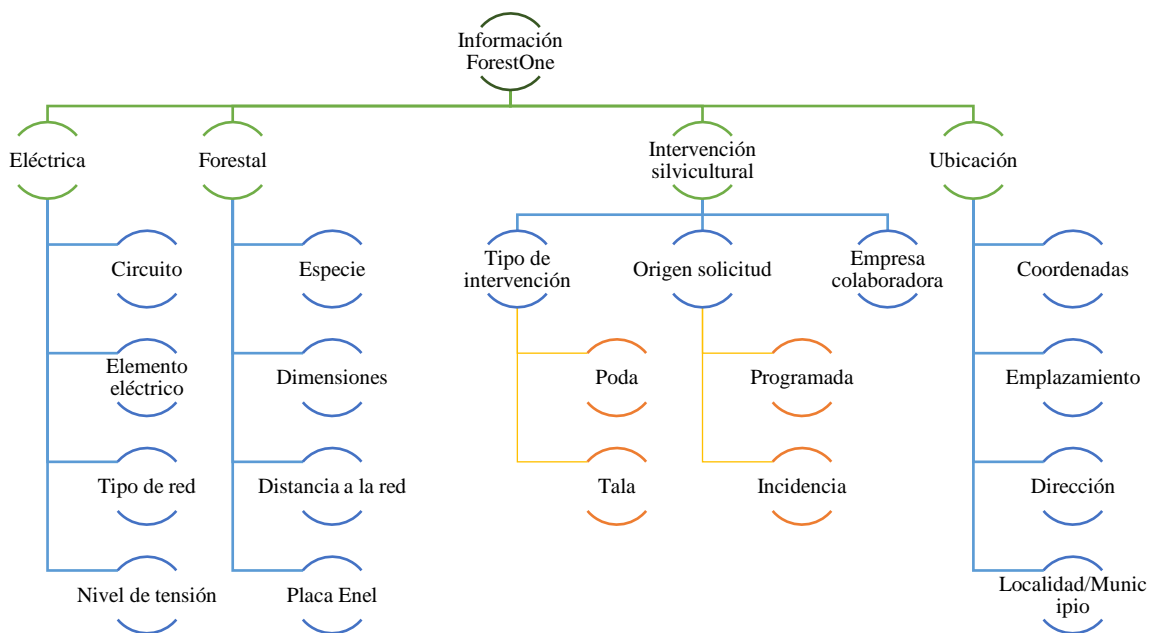 Información
ForestOne
Eléctrica
Forestal
Intervención
silvicultural
Ubicación
Circuito
Especie
Tipo de
intervención
Origen solicitud
Empresa
colaboradora
Coordenadas
Elemento
eléctrico
Dimensiones
Poda
Programada
Emplazamiento
Tipo de red
Distancia a la red
Tala
Incidencia
Dirección
Nivel de tensión
Placa Enel
Localidad/Munic
ipio